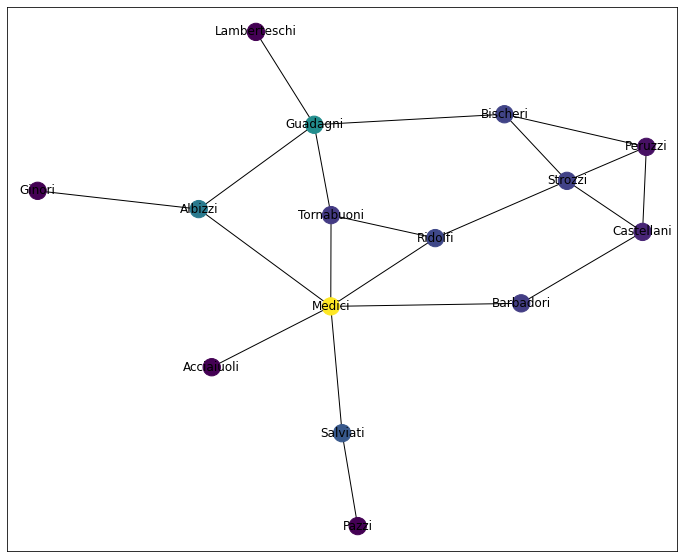 Lamberteschi
Bischeri
Guadagni
Peruzzi
Strozzi
Ginori
Albizzi
Tornabuoni
Castellani
Ridolfi
Barbadori
Medici
Acciaiuoli
Salviati
Pazzi